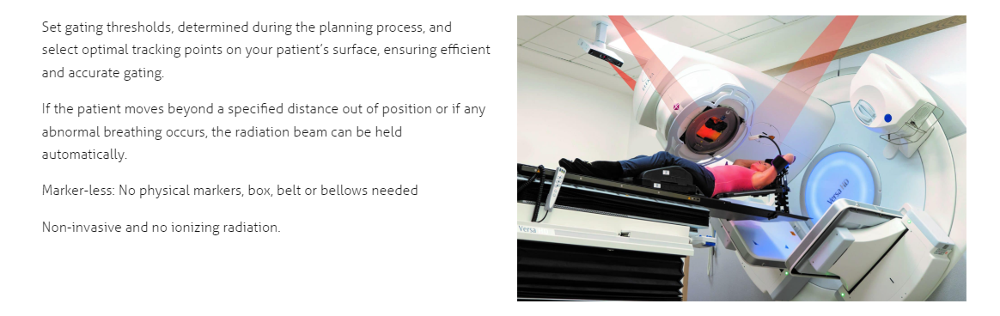 Set gating thresholds, determined during the planning process, and
select optimal tracking points on your patient's surface, ensuring efficient
and accurate gating.
If the patient moves beyond a specified distance out of position or if any
abnormal breathing occurs, the radiation beam can be held
automatically.
Marker-less: No physical markers, box, belt or bellows needed
Non-invasive and no ionizing radiation.
Versa HD
Versa